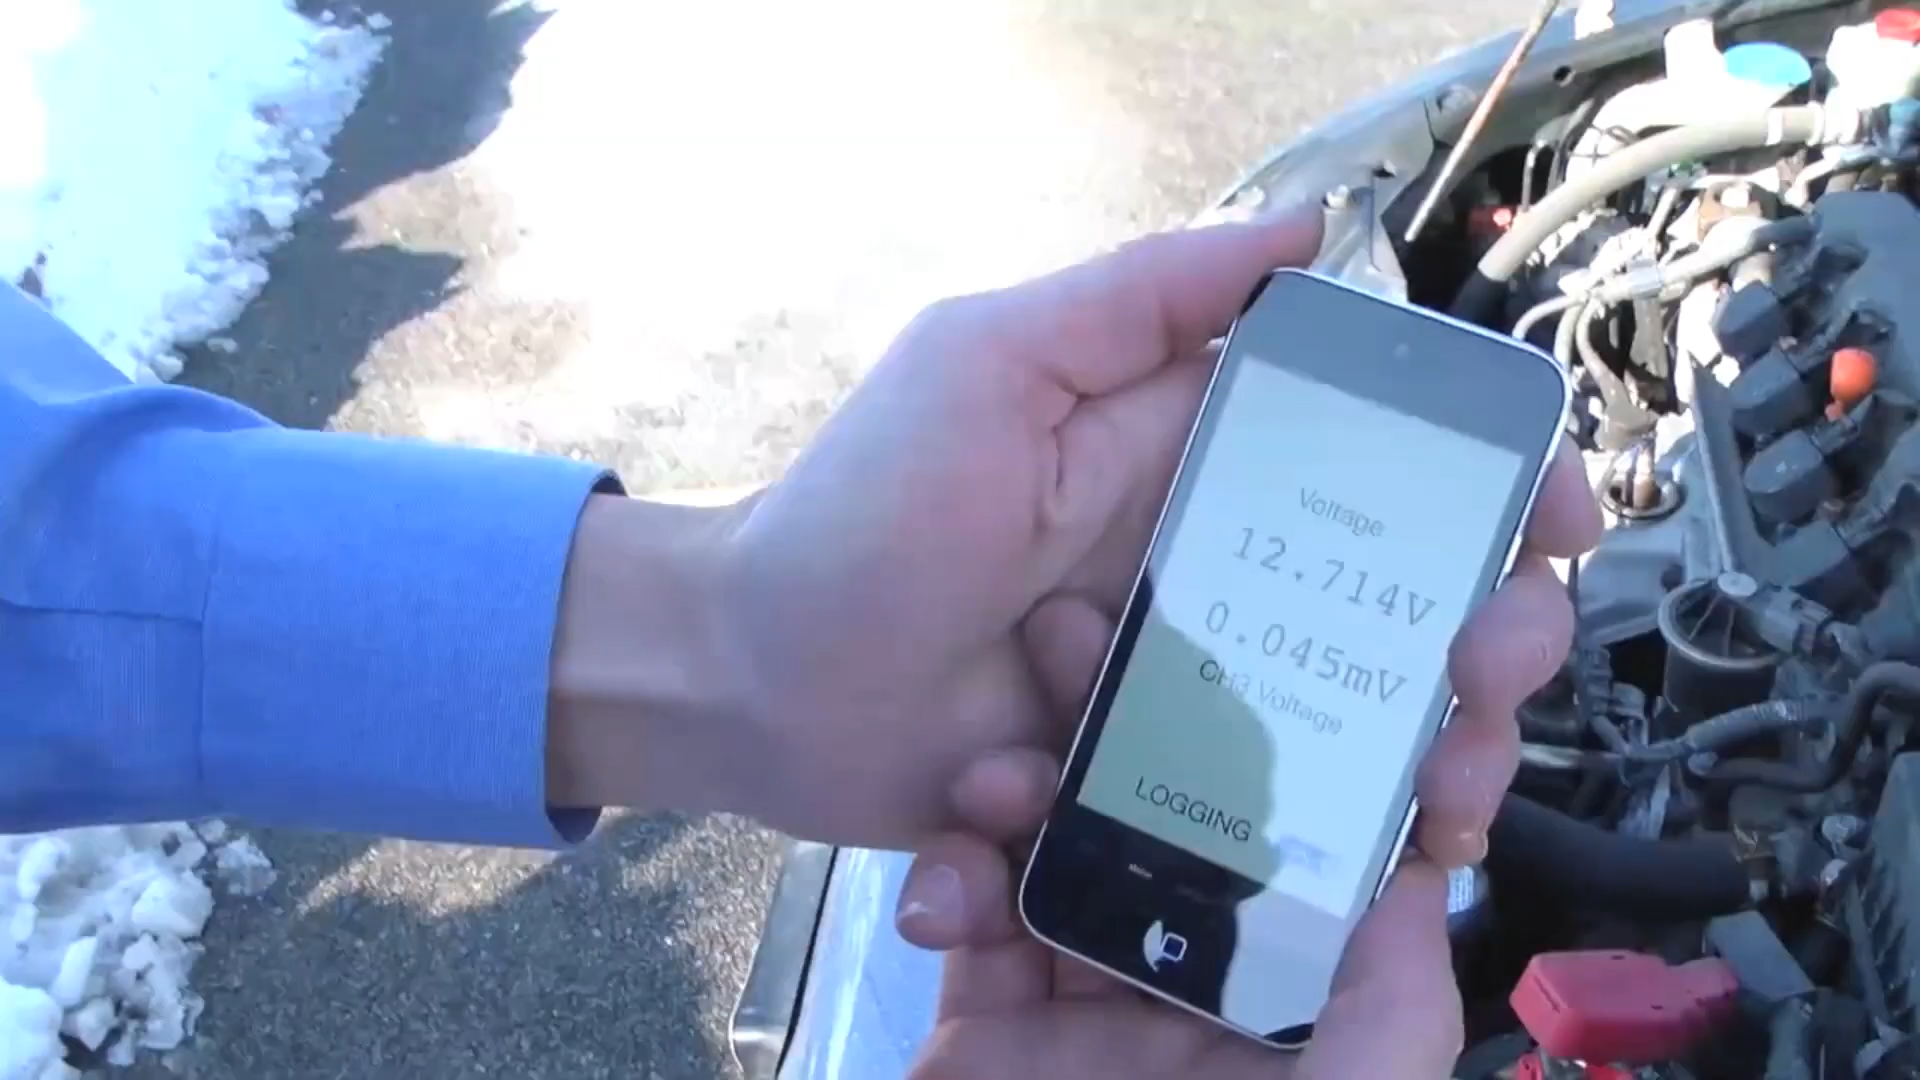 Voltage
12.714V
0.045mV
CH3 Voltage
LOGGING